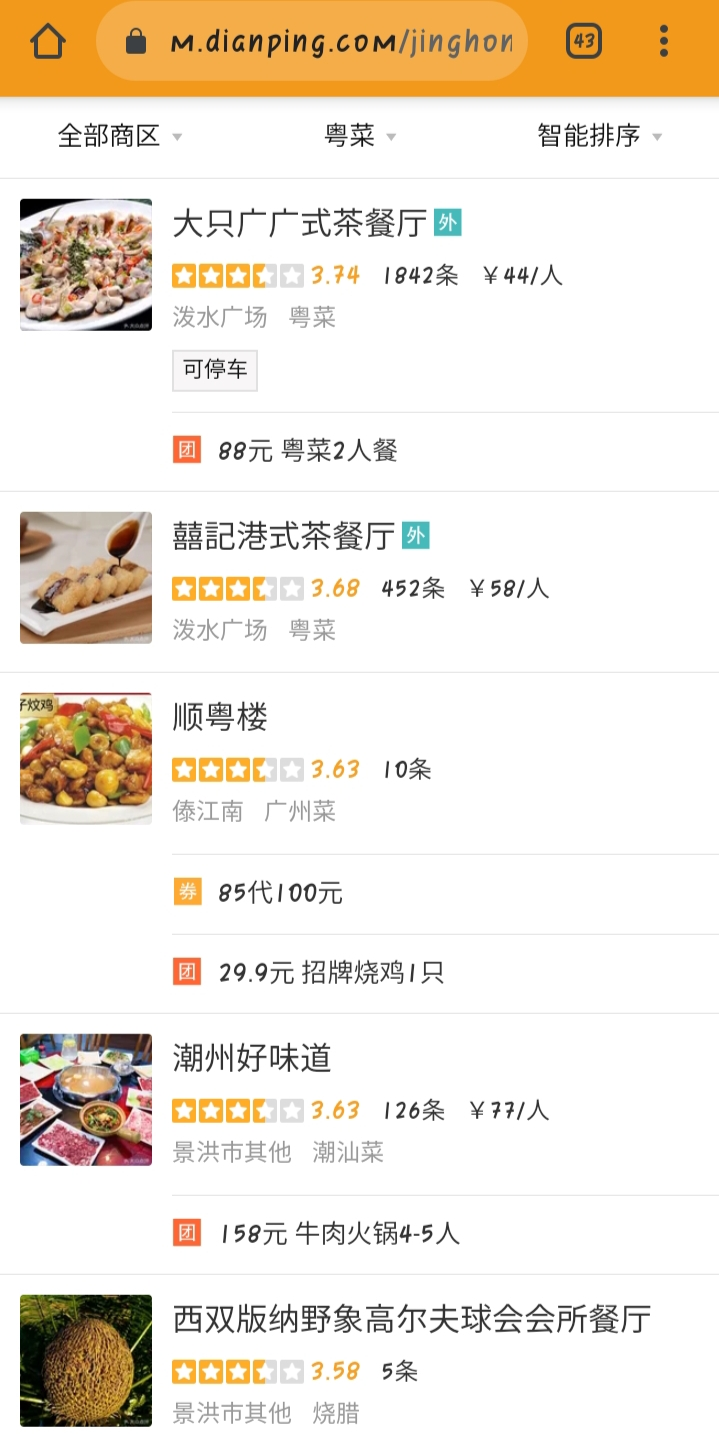 m.dianping.com/jinghon
43
全部商区 粤菜 智能排序
大只广广式茶餐厅 外
3.74 1842条 ￥44/人
泼水广场 粤菜
可停车
团 88元 粤菜2人餐
囍記港式茶餐厅 外
3.68 452条 ￥58/人
泼水广场 粤菜
子炆鸡
顺粤楼
3.63 10条
傣江南 广州菜
券 85代100元
团 29.9元 招牌烧鸡1只
潮州好味道
3.63 126条 ￥77/人
景洪市其他 潮汕菜
团 158元 牛肉火锅4-5人
西双版纳野象高尔夫球会会所餐厅
3.58 5条
景洪市其他 烧腊